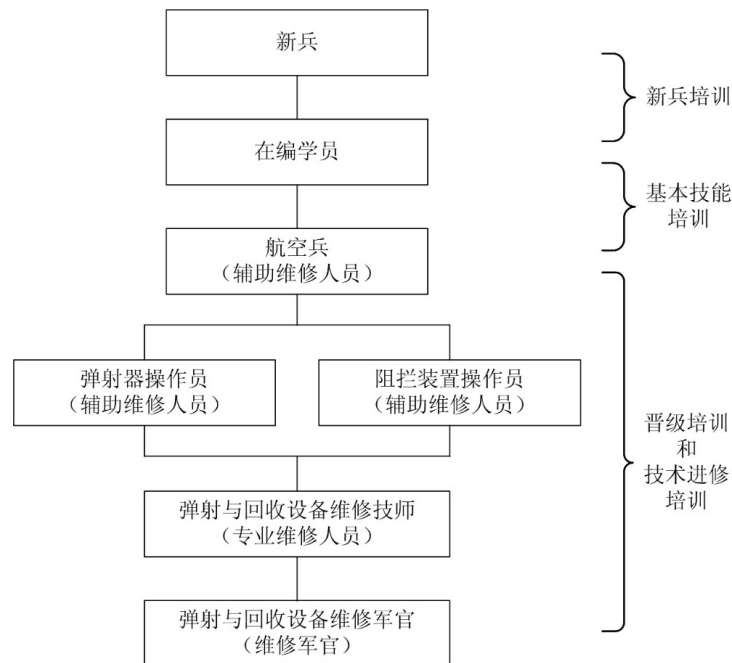 新兵
新兵培训
在编学员
基本技能
培训
航空兵
（辅助维修人员）
弹射器操作员
（辅助维修人员）
阻拦装置操作员
（辅助维修人员）
晋级培训
和
技术进修
培训
弹射与回收设备维修技师
（专业维修人员）
弹射与回收设备维修军官
（维修军官）